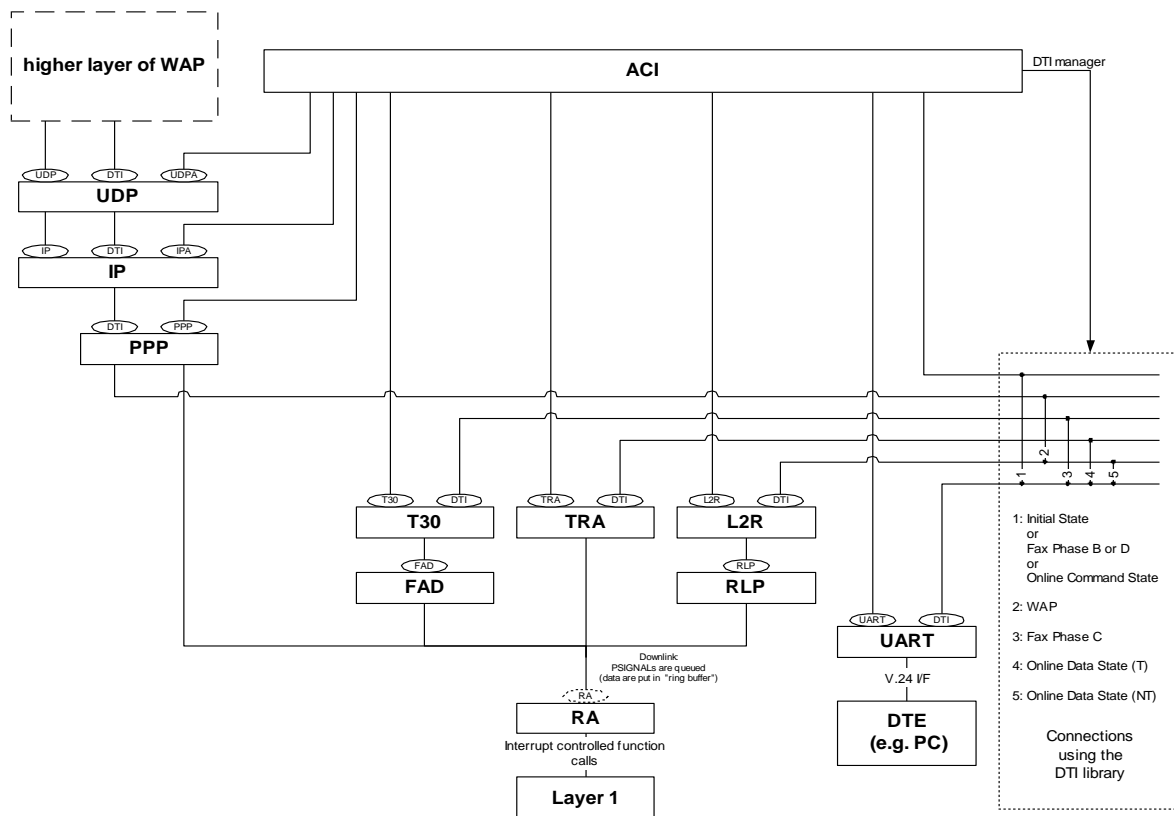 higher layer of WAP
ACI
DTI manager
UDP
DTI
UDPA
UDP
IP
DTI
IPA
IP
DTI
PPP
PPP
1
2
3
4
5
T30
DTI
T30
TRA
DTI
TRA
L2R
DTI
L2R
FAD
FAD
RLP
RLP
UART
DTI
UART
V.24 I/F
DTE
(e.g. PC)
Downlink:
PSIGNALs are queued
(data are put in "ring buffer")
RA
RA
Interrupt controlled function
calls
Layer 1
1: Initial State
or
Fax Phase B or D
or
Online Command State
2: WAP
3: Fax Phase C
4: Online Data State (T)
5: Online Data State (NT)
Connections
using the
DTI library